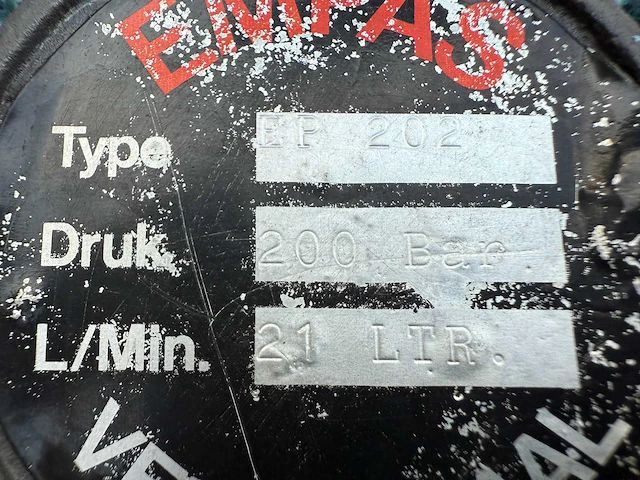 EMPAS
Type EP 202
Druk 200 Bar
L/Min. 21 LTR.